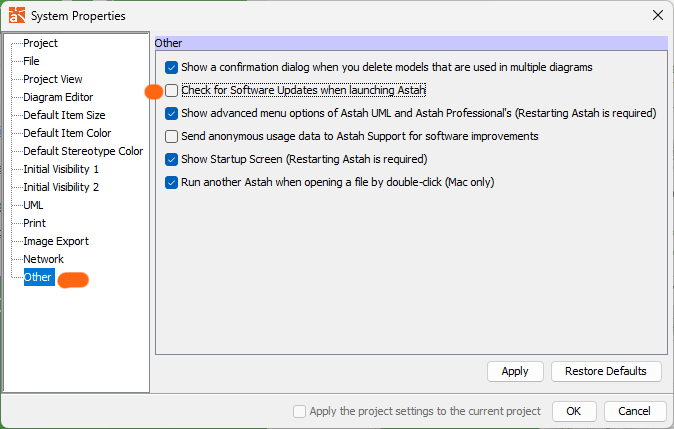 System Properties
Project
File
Project View
Diagram Editor
Default Item Size
Default Item Color
Default Stereotype Color
Initial Visibility 1
Initial Visibility 2
UML
Print
Image Export
Network
Other
Other
Show a confirmation dialog when you delete models that are used in multiple diagrams
Check for Software Updates when launching Astah
Show advanced menu options of Astah UML and Astah Professional's (Restarting Astah is required)
Send anonymous usage data to Astah Support for software improvements
Show Startup Screen (Restarting Astah is required)
Run another Astah when opening a file by double-click (Mac only)
Apply
Restore Defaults
Apply the project settings to the current project
OK
Cancel